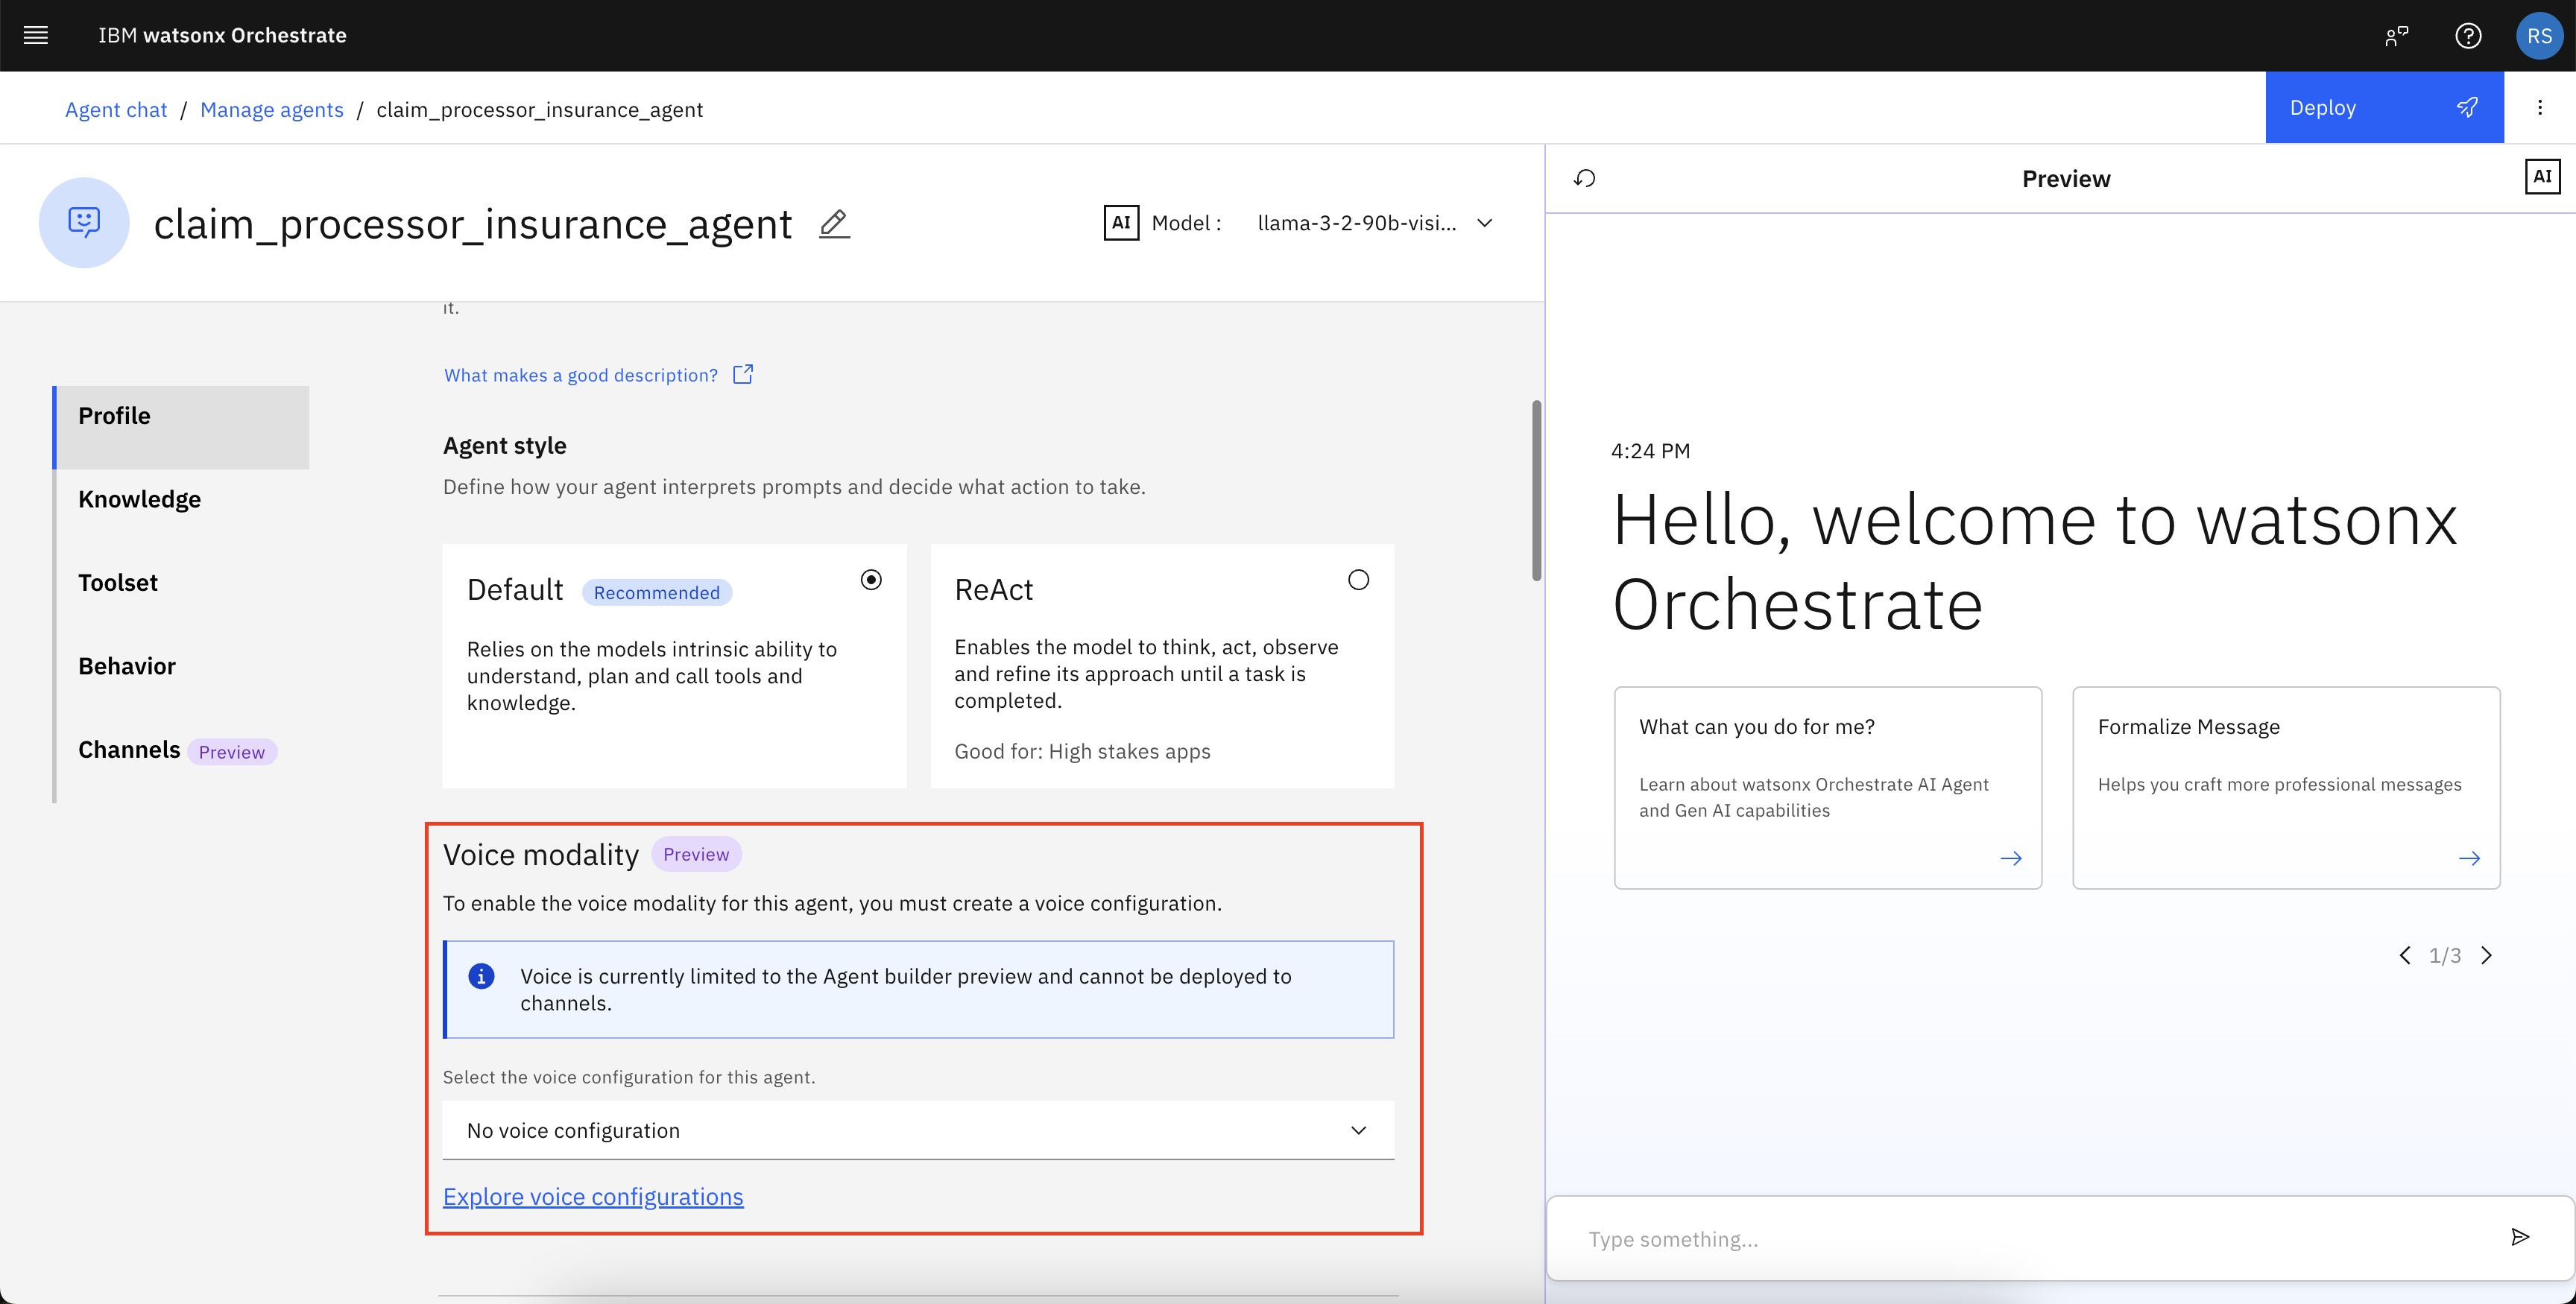 IBM watsonx Orchestrate
RS
Agent chat / Manage agents / claim_processor_insurance_agent
Deploy
claim_processor_insurance_agent
AI Model : llama-3-2-90b-visi...
Preview
AI
it.
What makes a good description?
Profile
Knowledge
Toolset
Behavior
Channels Preview
Agent style
Define how your agent interprets prompts and decide what action to take.
Default Recommended
Relies on the models intrinsic ability to
understand, plan and call tools and
knowledge.
ReAct
Enables the model to think, act, observe
and refine its approach until a task is
completed.
Good for: High stakes apps
Voice modality Preview
To enable the voice modality for this agent, you must create a voice configuration.
Voice is currently limited to the Agent builder preview and cannot be deployed to
channels.
Select the voice configuration for this agent.
No voice configuration
Explore voice configurations
4:24 PM
Hello, welcome to watsonx
Orchestrate
What can you do for me?
Learn about watsonx Orchestrate AI Agent
and Gen AI capabilities
Formalize Message
Helps you craft more professional messages
1/3
Type something...